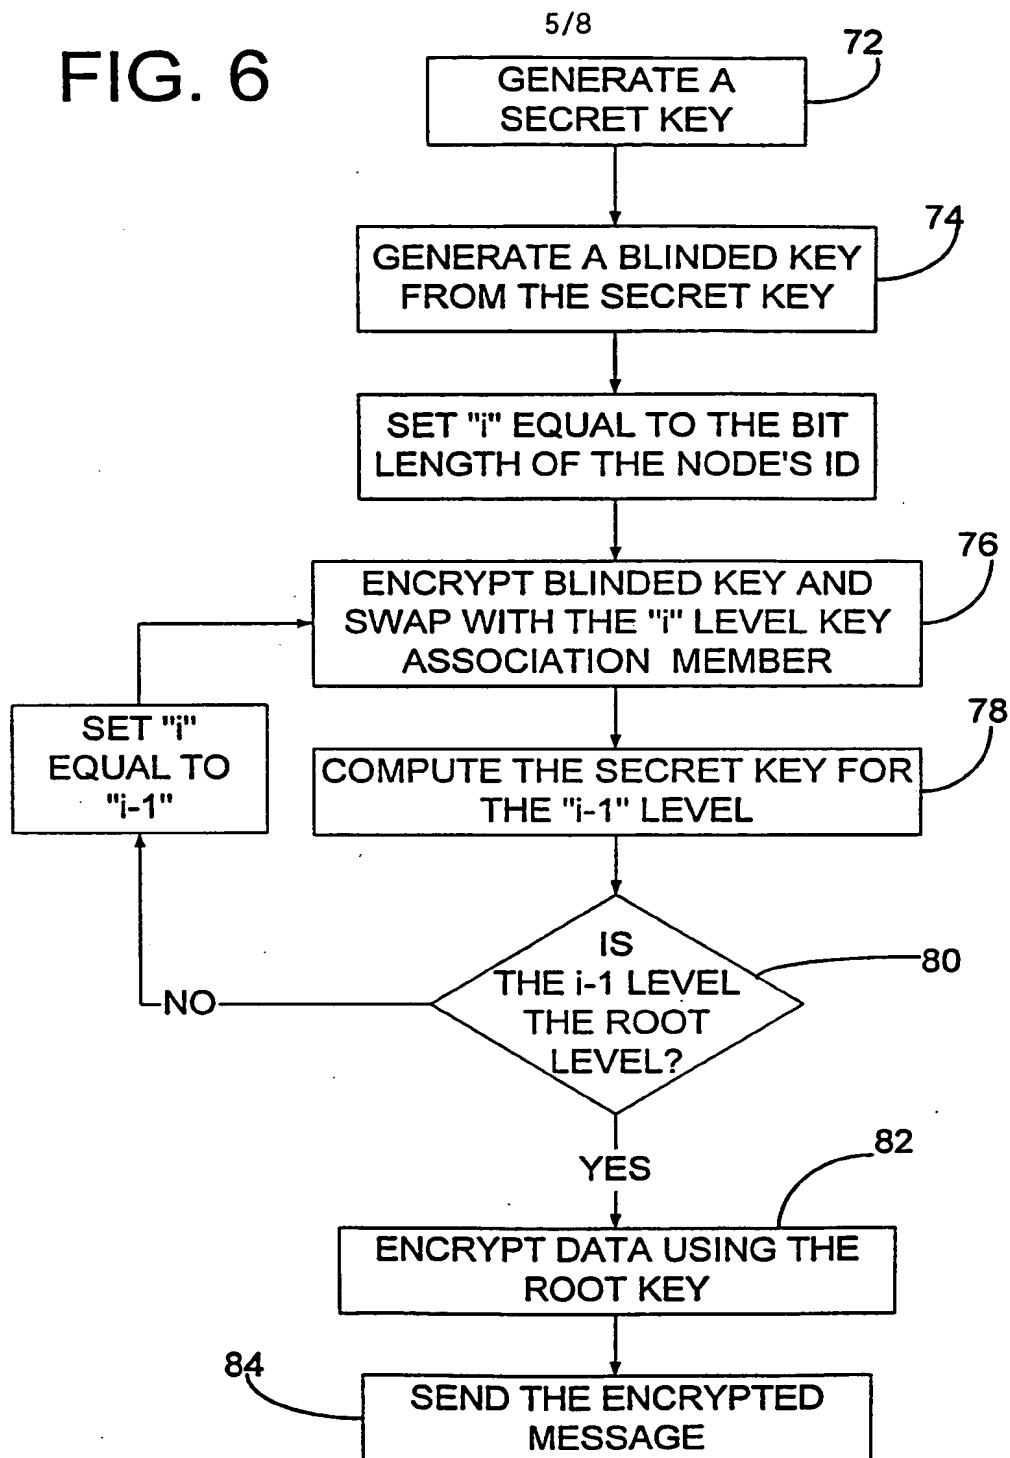 5/8
FIG. 6
72
GENERATE A
SECRET KEY
74
GENERATE A BLINDED KEY
FROM THE SECRET KEY
SET "i" EQUAL TO THE BIT
LENGTH OF THE NODE'S ID
76
ENCRYPT BLINDED KEY AND
SWAP WITH THE "i" LEVEL KEY
ASSOCIATION MEMBER
SET "i"
EQUAL TO
"i-1"
78
COMPUTE THE SECRET KEY FOR
THE "i-1" LEVEL
IS
THE i-1 LEVEL
THE ROOT
LEVEL?
80
NO
YES
82
ENCRYPT DATA USING THE
ROOT KEY
84
SEND THE ENCRYPTED
MESSAGE